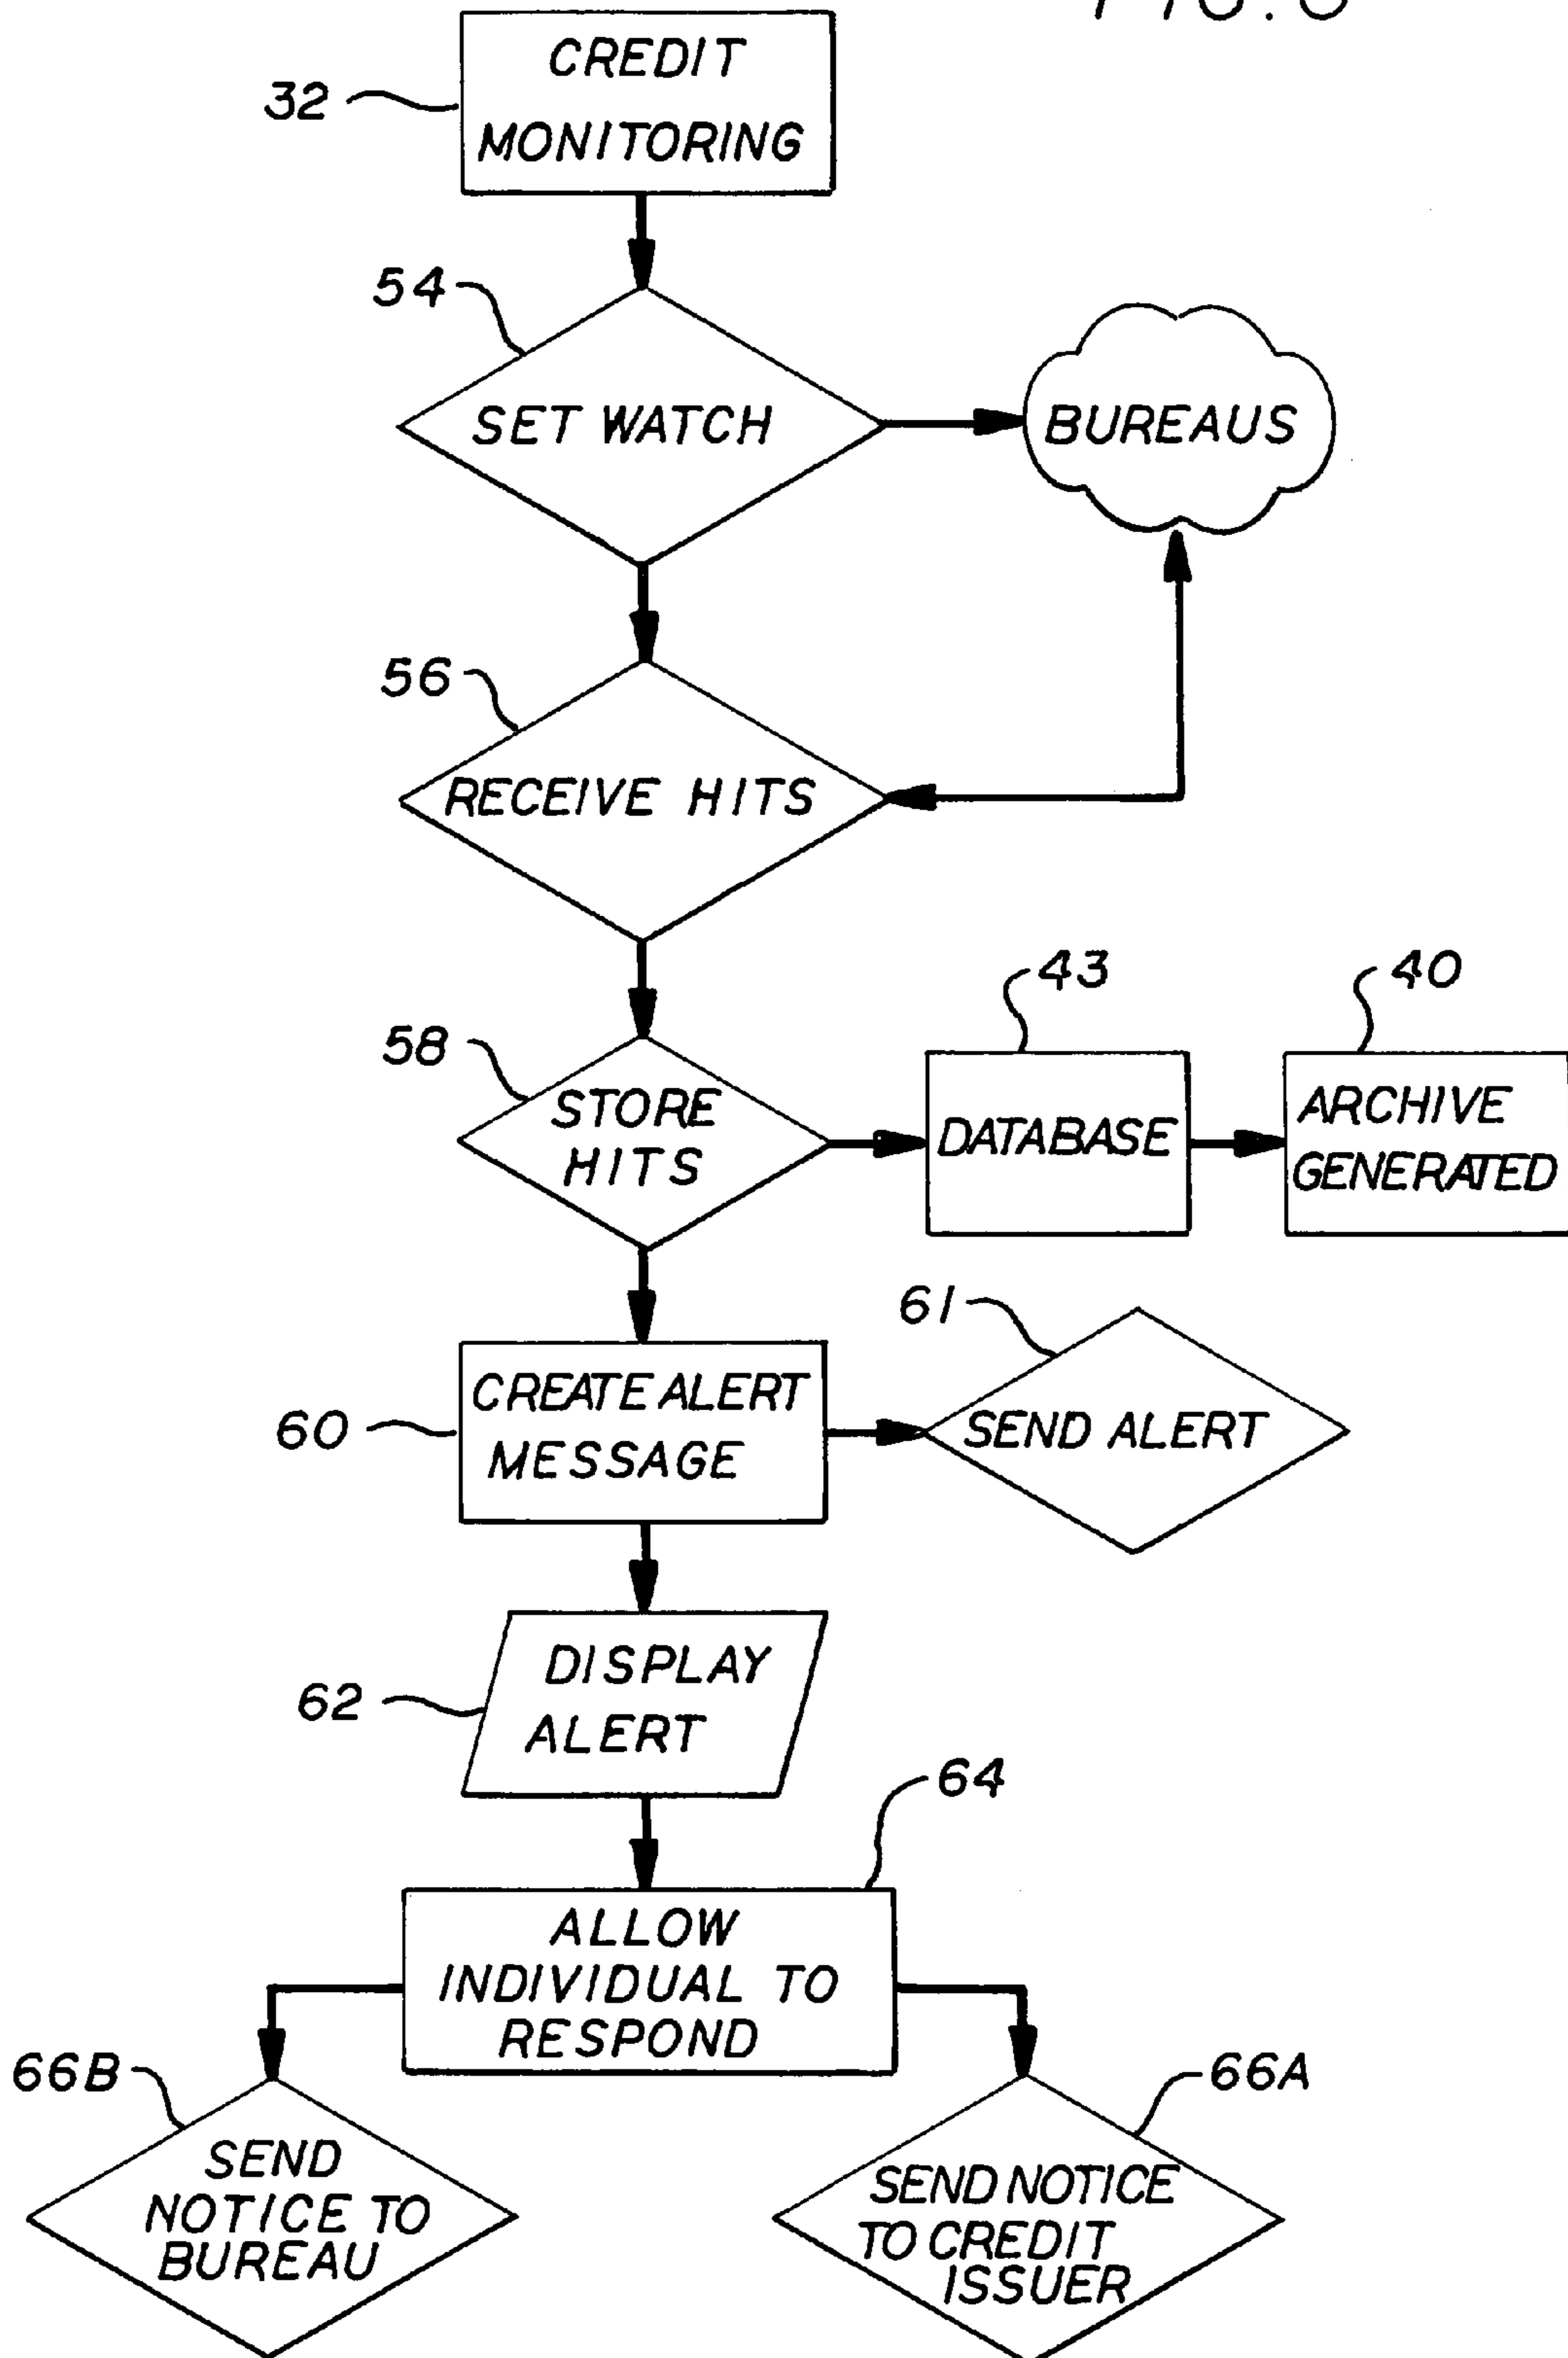 CREDIT
MONITORING
32
54
SET WATCH
BUREAUS
56
RECEIVE HITS
43
40
58
STORE
HITS
DATABASE
ARCHIVE
GENERATED
61
CREATE ALERT
MESSAGE
60
SEND ALERT
DISPLAY
ALERT
62
64
ALLOW
INDIVIDUAL TO
RESPOND
66B
66A
SEND
NOTICE TO
BUREAU
SEND NOTICE
TO CREDIT
ISSUER